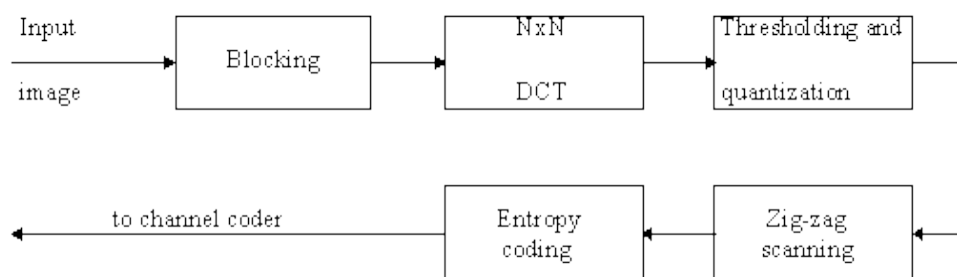 Input
image
Blocking
NxN
DCT
Thresholding and
quantization
Zig-zag
scanning
Entropy
coding
to channel coder